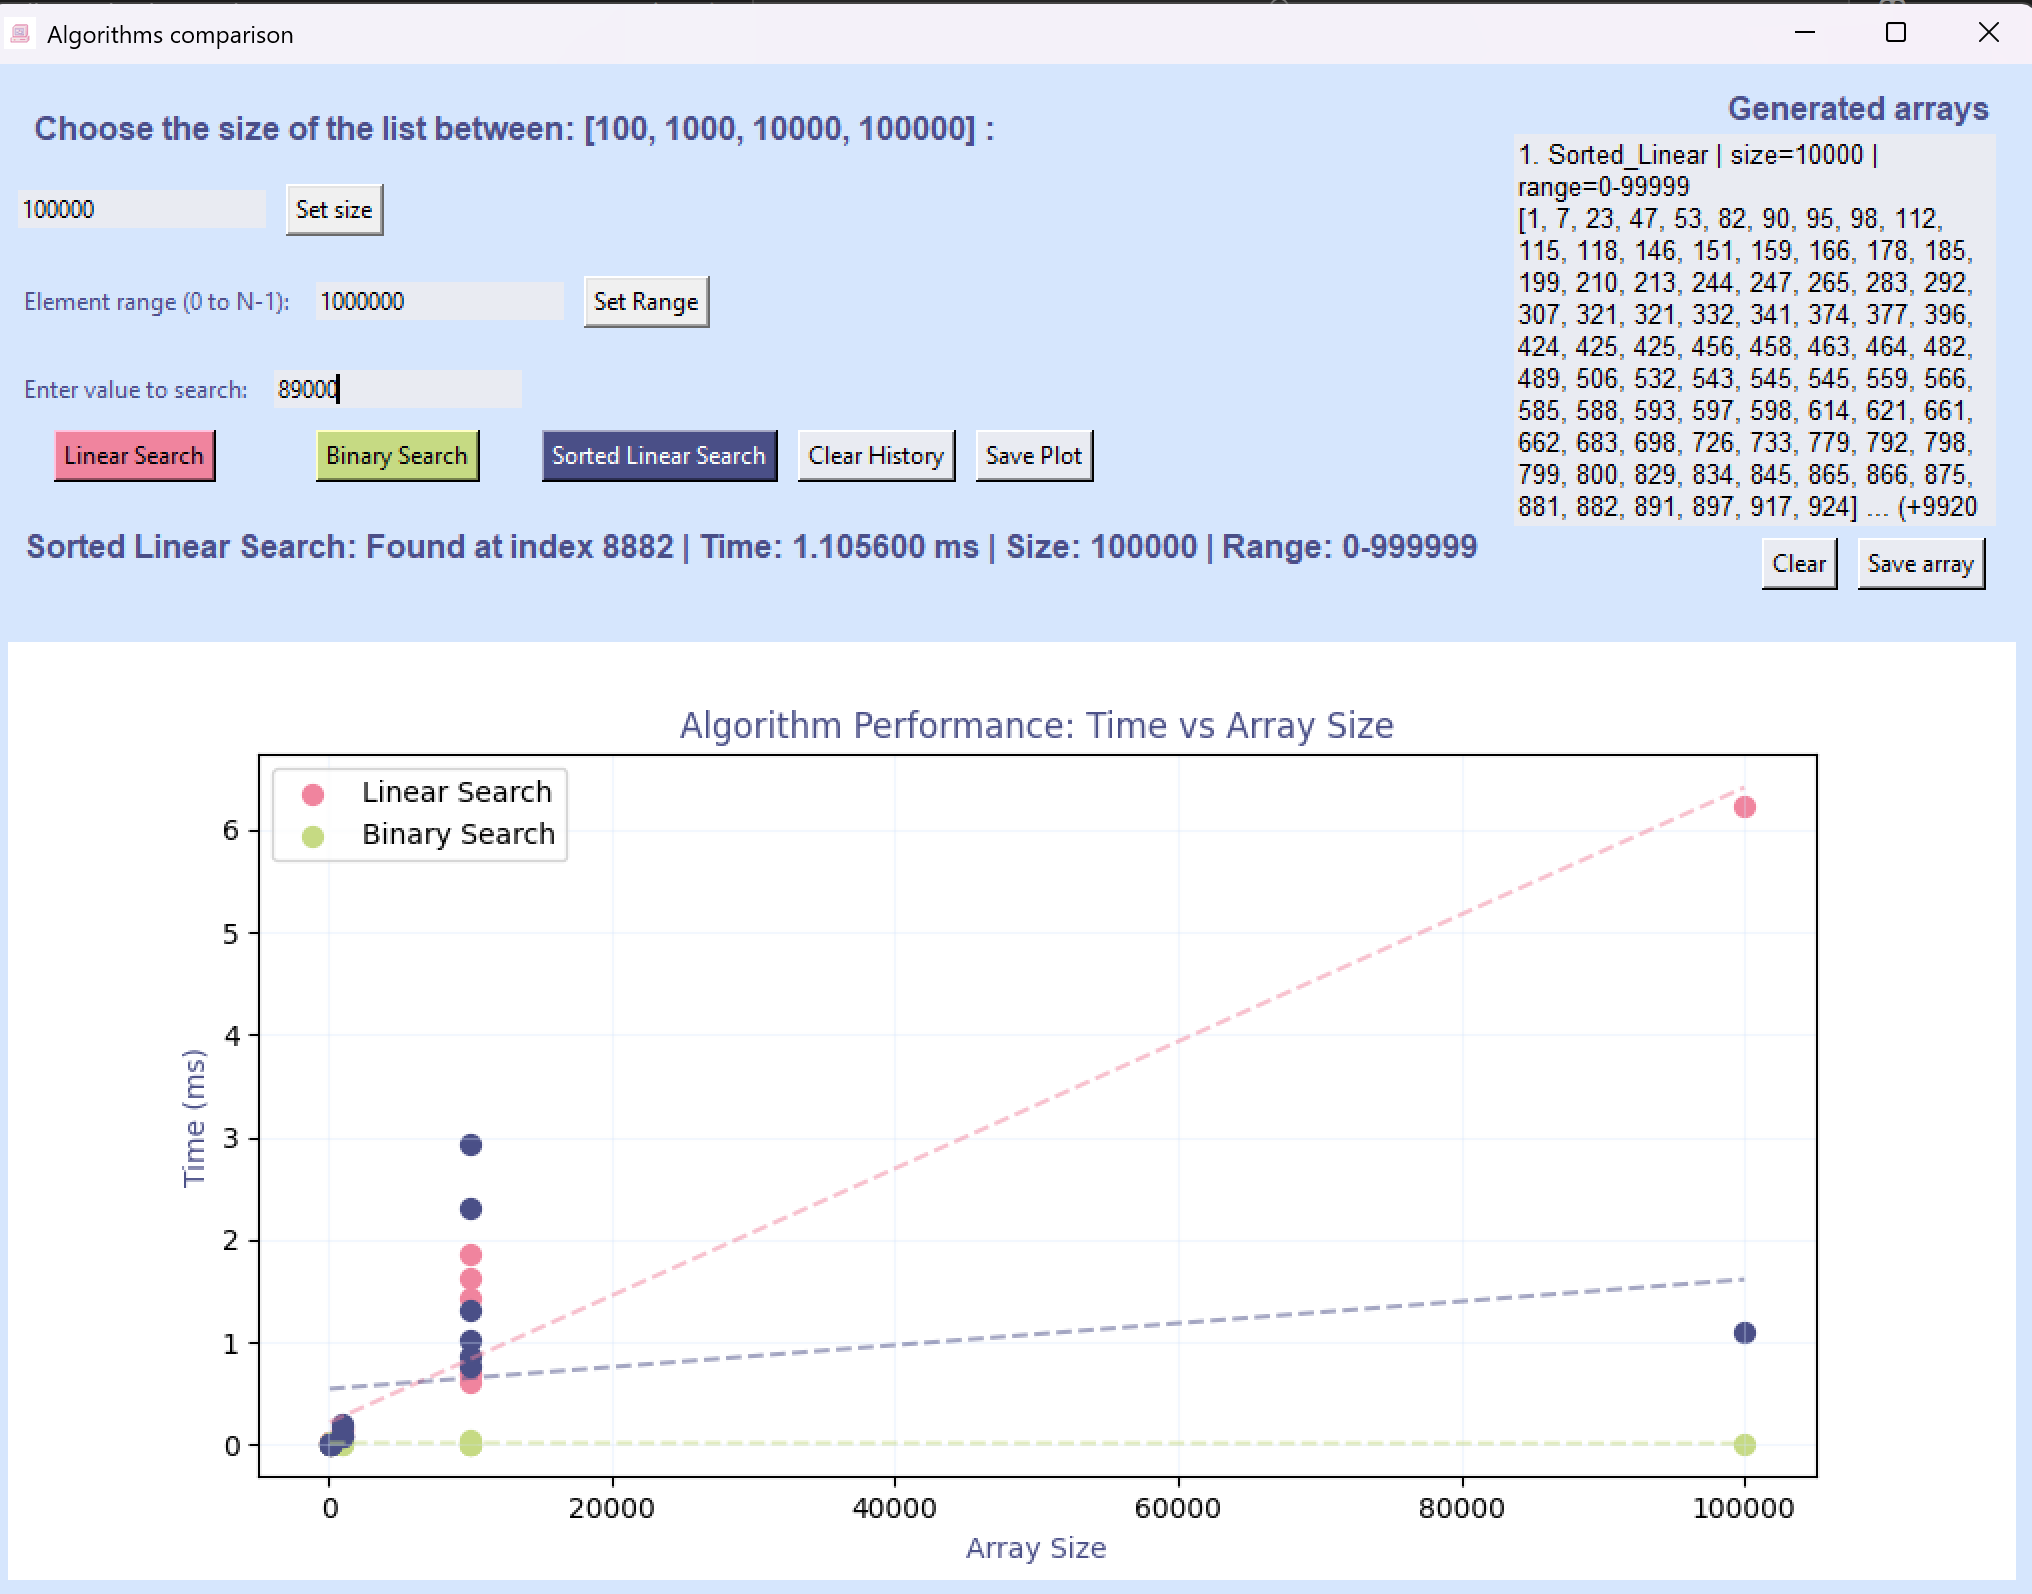 Algorithms comparison
Choose the size of the list between: [100, 1000, 10000, 100000] :
100000
Set size
Element range (0 to N-1):
1000000
Set Range
Enter value to search:
89000
Linear Search
Binary Search
Sorted Linear Search
Clear History
Save Plot
Sorted Linear Search: Found at index 8882 | Time: 1.105600 ms | Size: 100000 | Range: 0-999999
Generated arrays
1. Sorted_Linear | size=10000 |
range=0-99999
[1, 7, 23, 47, 53, 82, 90, 95, 98, 112,
115, 118, 146, 151, 159, 166, 178, 185,
199, 210, 213, 244, 247, 265, 283, 292,
307, 321, 321, 332, 341, 374, 377, 396,
424, 425, 425, 456, 458, 463, 464, 482,
489, 506, 532, 543, 545, 545, 559, 566,
585, 588, 593, 597, 598, 614, 621, 661,
662, 683, 698, 726, 733, 779, 792, 798,
799, 800, 829, 834, 845, 865, 866, 875,
881, 882, 891, 897, 917, 924] ... (+9920
Clear
Save array
Algorithm Performance: Time vs Array Size
Linear Search
Binary Search
Time (ms)
6
5
4
3
2
1
0
0
20000
40000
60000
80000
100000
Array Size